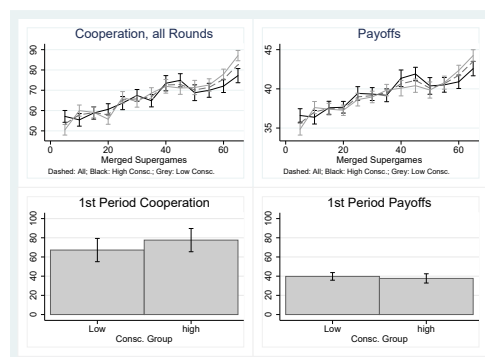 Cooperation, all Rounds
50 60 70 80 90
0 20 40 60
Merged Supergames
Dashed: All; Black: High Consc.; Grey: Low Consc.
Payoffs
35 40 45
0 20 40 60
Merged Supergames
Dashed: All; Black: High Consc.; Grey: Low Consc.
1st Period Cooperation
0 20 40 60 80 100
Low high
Consc. Group
1st Period Payoffs
0 20 40 60 80 100
Low high
Consc. Group